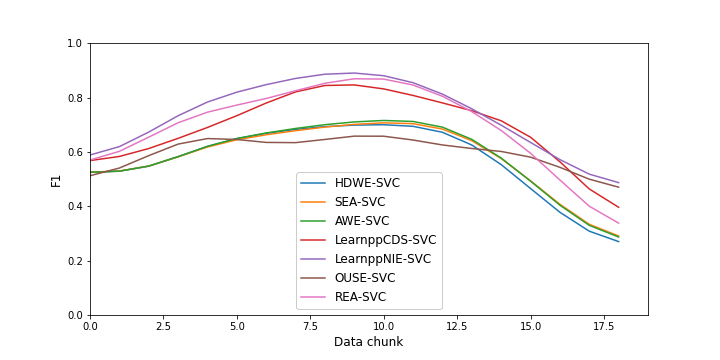 1.0
0.8
0.6
0.4
0.2
0.0
F1
HDWE-SVC
SEA-SVC
AWE-SVC
LearnppCDS-SVC
LearnppNIE-SVC
OUSE-SVC
REA-SVC
0.0 2.5 5.0 7.5 10.0 12.5 15.0 17.5
Data chunk